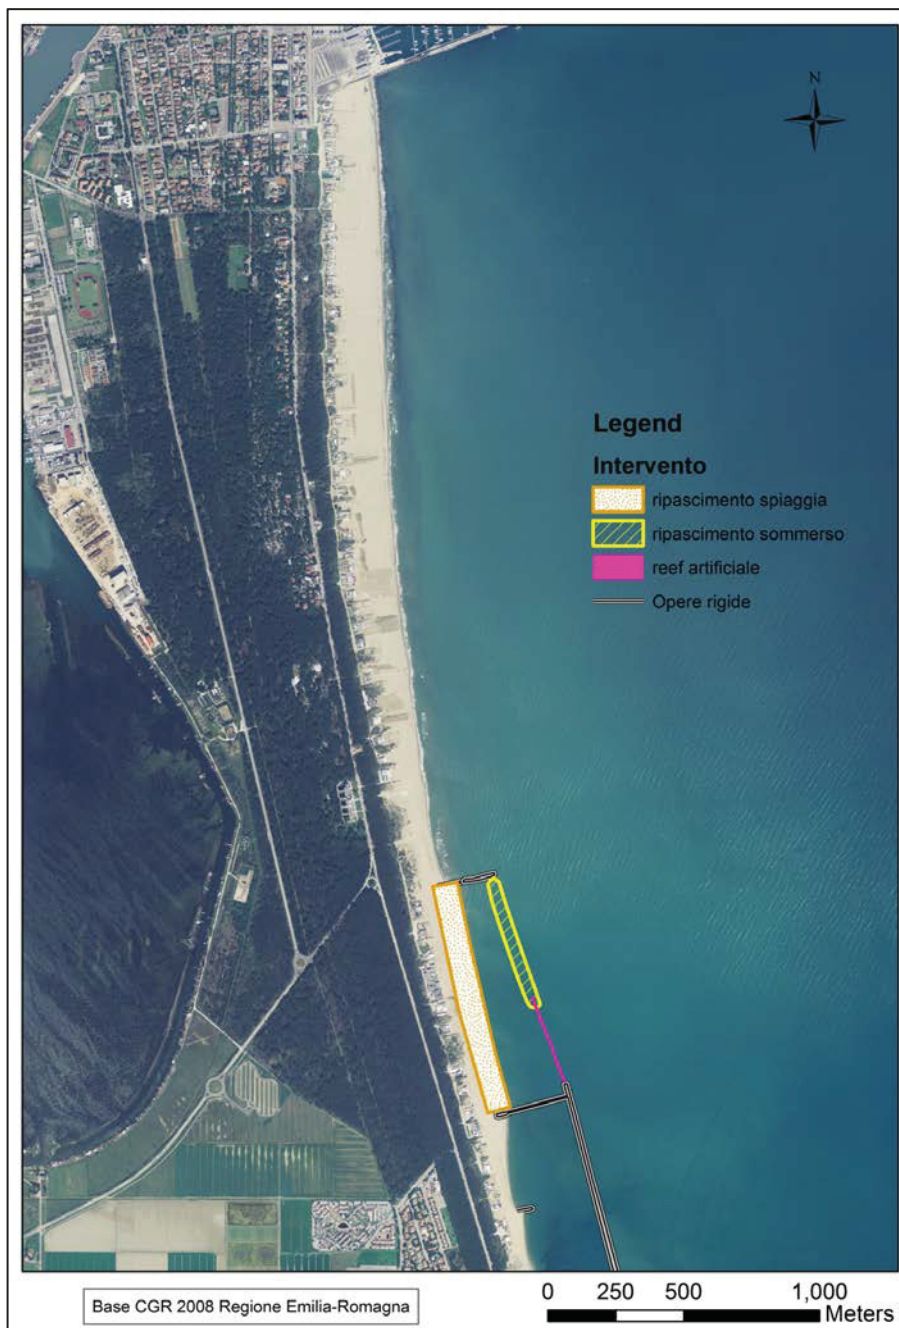 N
Legend
Intervento
ripascimento spiaggia
ripascimento sommerso
reef artificiale
Opere rigide
Base CGR 2008 Regione Emilia-Romagna
0 250 500 1,000
Meters